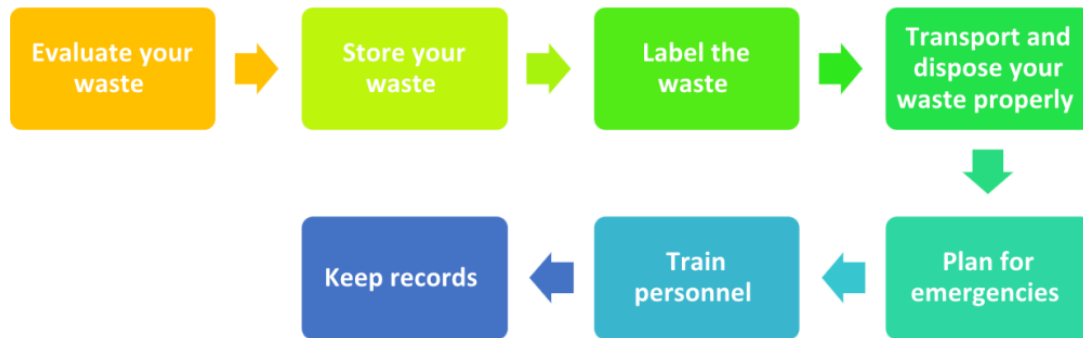 Evaluate your
waste
Store your
waste
Label the
waste
Transport and
dispose your
waste properly
Plan for
emergencies
Train
personnel
Keep records